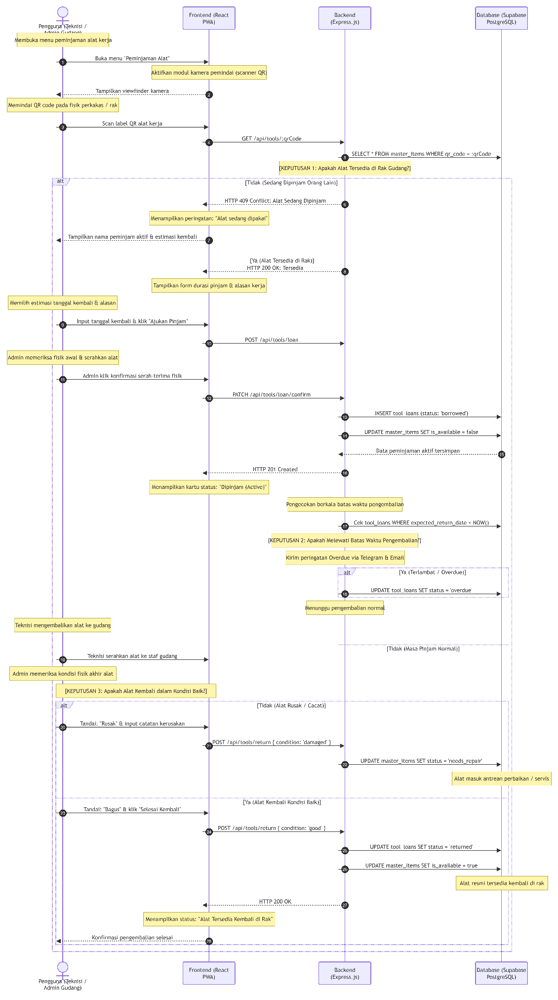 Pengguna (Teknisi /
Admin Gudang)
Frontend (React
PWA)
Backend
(Express.js)
Database (Supabase
PostgreSQL)
Membuka menu peminjaman alat kerja
1
Buka menu "Peminjaman Alat"
Aktifkan modul kamera pemindai (scanner QR)
Tampilkan viewfinder kamera
2
Memindai QR code pada fisik perkakas / rak
3
Scan label QR alat kerja
4
GET /api/tools/:qrCode
5
SELECT * FROM master_items WHERE qr_code = :qrCode
[KEPUTUSAN 1: Apakah Alat Tersedia di Rak Gudang?]
alt
[Tidak (Sedang Dipinjam Orang Lain)]
HTTP 409 Conflict: Alat Sedang Dipinjam
6
Menampilkan peringatan: "Alat sedang dipakai"
Tampilkan nama peminjam aktif & estimasi kembali
7
[Ya (Alat Tersedia di Rak)]
HTTP 200 OK: Tersedia
8
Tampilkan form durasi pinjam & alasan kerja
Memilih estimasi tanggal kembali & alasan
9
Input tanggal kembali & klik "Ajukan Pinjam"
10
POST /api/tools/loan
Admin memeriksa fisik awal & serahkan alat
11
Admin klik konfirmasi serah-terima fisik
12
PATCH /api/tools/loan/confirm
13
INSERT tool_loans (status: 'borrowed')
14
UPDATE master_items SET is_available = false
Data peminjaman aktif tersimpan
15
HTTP 201 Created
16
Menampilkan kartu status: "Dipinjam (Active)"
Pengecekan berkala batas waktu pengembalian
17
Cek tool_loans WHERE expected_return_date < NOW()
[KEPUTUSAN 2: Apakah Melewati Batas Waktu Pengembalian?]
Kirim peringatan Overdue via Telegram & Email
alt
[Ya (Terlambat / Overdue)]
18
UPDATE tool_loans SET status = 'overdue'
Menunggu pengembalian normal
Teknisi mengembalikan alat ke gudang
[Tidak (Masa Pinjam Normal)]
19
Teknisi serahkan alat ke staf gudang
Admin memeriksa kondisi fisik akhir alat
[KEPUTUSAN 3: Apakah Alat Kembali dalam Kondisi Baik?]
alt
[Tidak (Alat Rusak / Cacat)]
20
Tandai: "Rusak" & input catatan kerusakan
21
POST /api/tools/return { condition: 'damaged' }
22
UPDATE master_items SET status = 'needs_repair'
Alat masuk antrean perbaikan / servis
[Ya (Alat Kembali Kondisi Baik)]
23
Tandai: "Bagus" & klik "Selesai Kembali"
24
POST /api/tools/return { condition: 'good' }
25
UPDATE tool_loans SET status = 'returned'
26
UPDATE master_items SET is_available = true
Alat resmi tersedia kembali di rak
HTTP 200 OK
27
Menampilkan status: "Alat Tersedia Kembali di Rak"
Konfirmasi pengembalian selesai
28
Pengguna (Teknisi /
Admin Gudang)
Frontend (React
PWA)
Backend
(Express.js)
Database (Supabase
PostgreSQL)